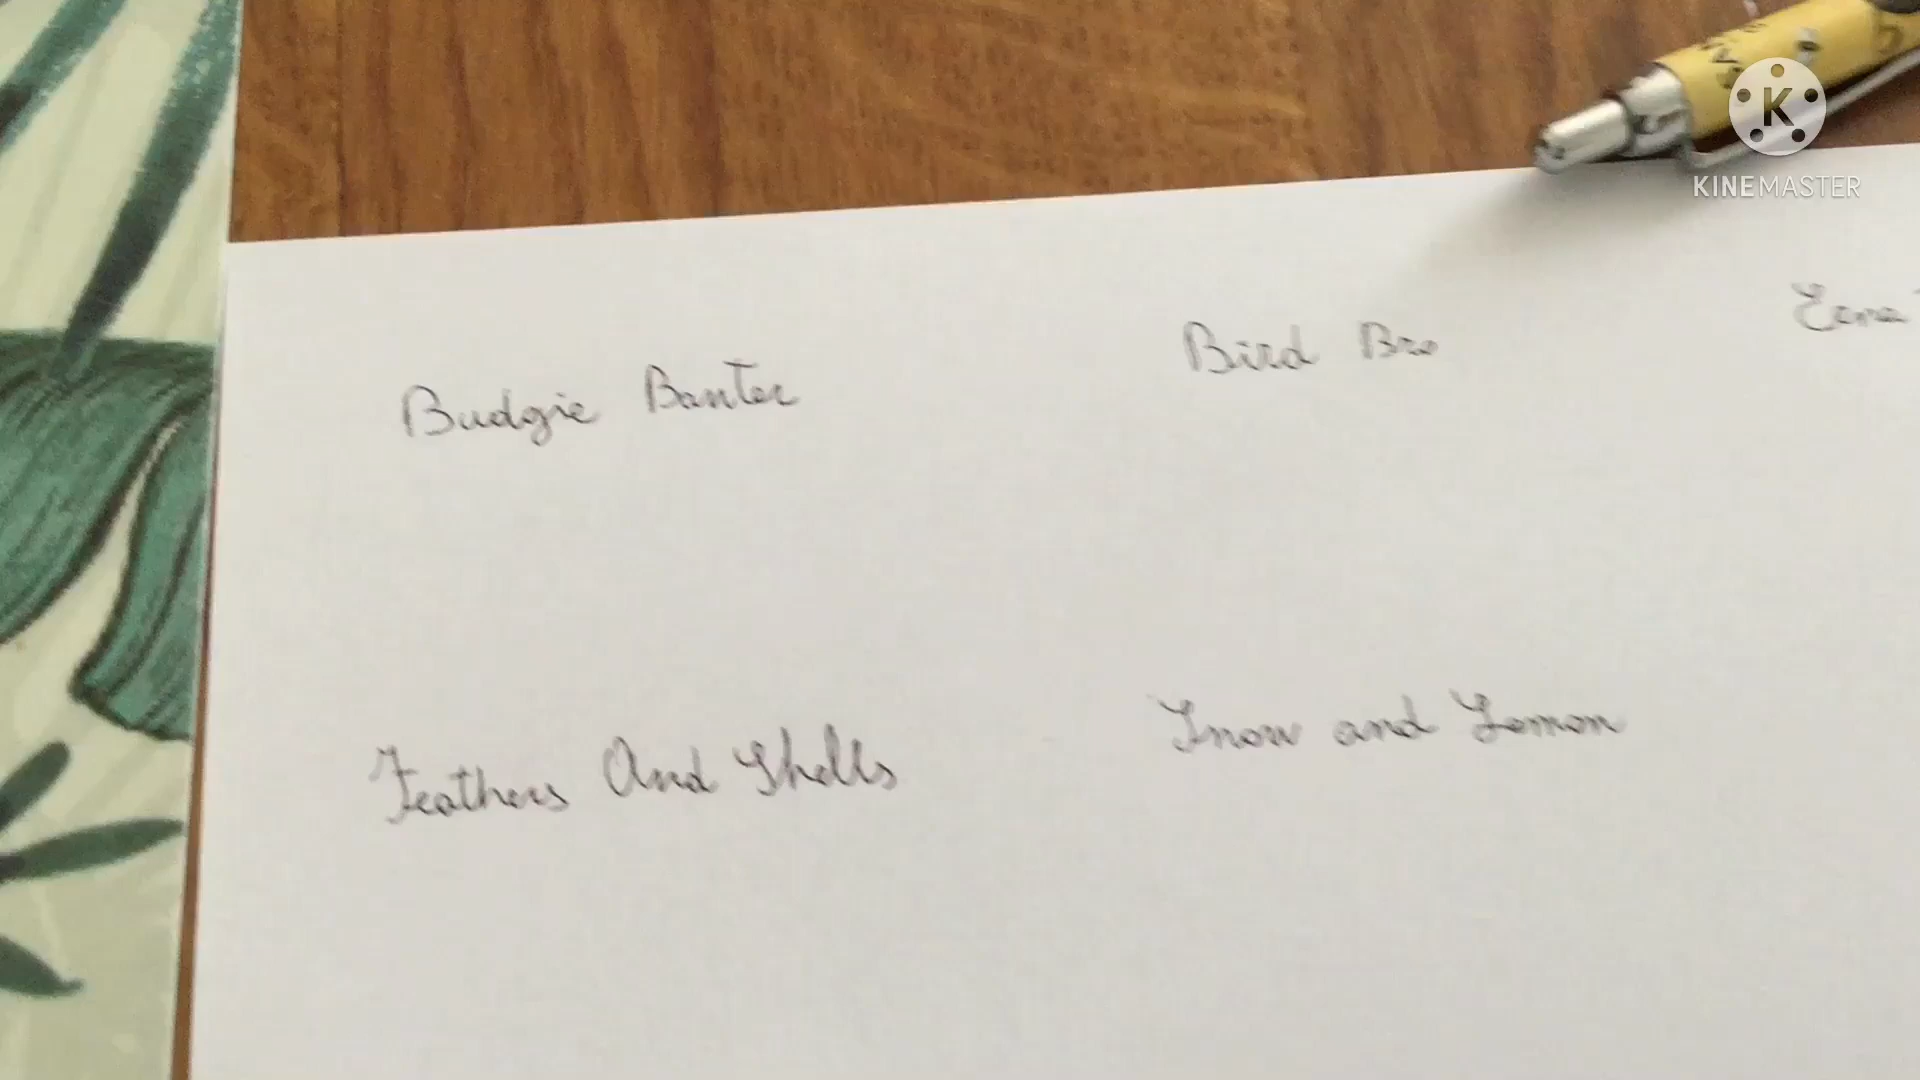 Budgie Banter
Bird Bro
Feathers And Shells
Snow and Lemon
KINEMASTER